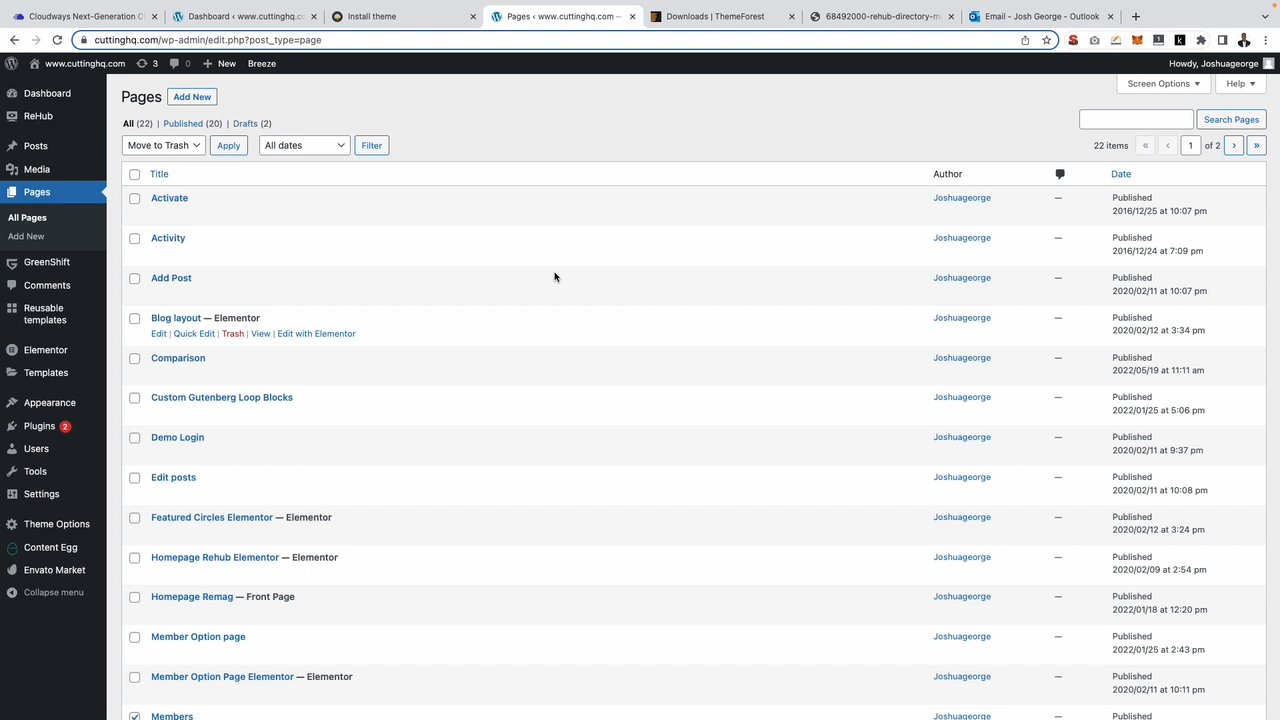 Cloudways Next-Generation C
Dashboard ‹ www.cuttinghq.c
Install theme
Pages ‹ www.cuttinghq.com —
Downloads | ThemeForest
68492000-rehub-directory-m
Email - Josh George - Outlook
cuttinghq.com/wp-admin/edit.php?post_type=page
www.cuttinghq.com 3 0 New Breeze Howdy, Joshuageorge
Dashboard
ReHub
Posts
Media
Pages
All Pages
Add New
GreenShift
Comments
Reusable
templates
Elementor
Templates
Appearance
Plugins 2
Users
Tools
Settings
Theme Options
Content Egg
Envato Market
Collapse menu
Screen Options
Help
Pages Add New
All (22) | Published (20) | Drafts (2)
Search Pages
Move to Trash Apply All dates Filter
22 items « ‹ 1 of 2 › »
Title Author Date
Activate Joshuageorge — Published
2016/12/25 at 10:07 pm
Activity Joshuageorge — Published
2016/12/24 at 7:09 pm
Add Post Joshuageorge — Published
2020/02/11 at 10:07 pm
Blog layout — Elementor Joshuageorge — Published
Edit | Quick Edit | Trash | View | Edit with Elementor 2020/02/12 at 3:34 pm
Comparison Joshuageorge — Published
2022/05/19 at 11:11 am
Custom Gutenberg Loop Blocks Joshuageorge — Published
2022/01/25 at 5:06 pm
Demo Login Joshuageorge — Published
2020/02/11 at 9:37 pm
Edit posts Joshuageorge — Published
2020/02/11 at 10:08 pm
Featured Circles Elementor — Elementor Joshuageorge — Published
2020/02/12 at 3:24 pm
Homepage Rehub Elementor — Elementor Joshuageorge — Published
2020/02/09 at 2:54 pm
Homepage Remag — Front Page Joshuageorge — Published
2022/01/18 at 12:20 pm
Member Option page Joshuageorge — Published
2022/01/25 at 2:43 pm
Member Option Page Elementor — Elementor Joshuageorge — Published
2020/02/11 at 10:11 pm
Members Joshuageorge — Published